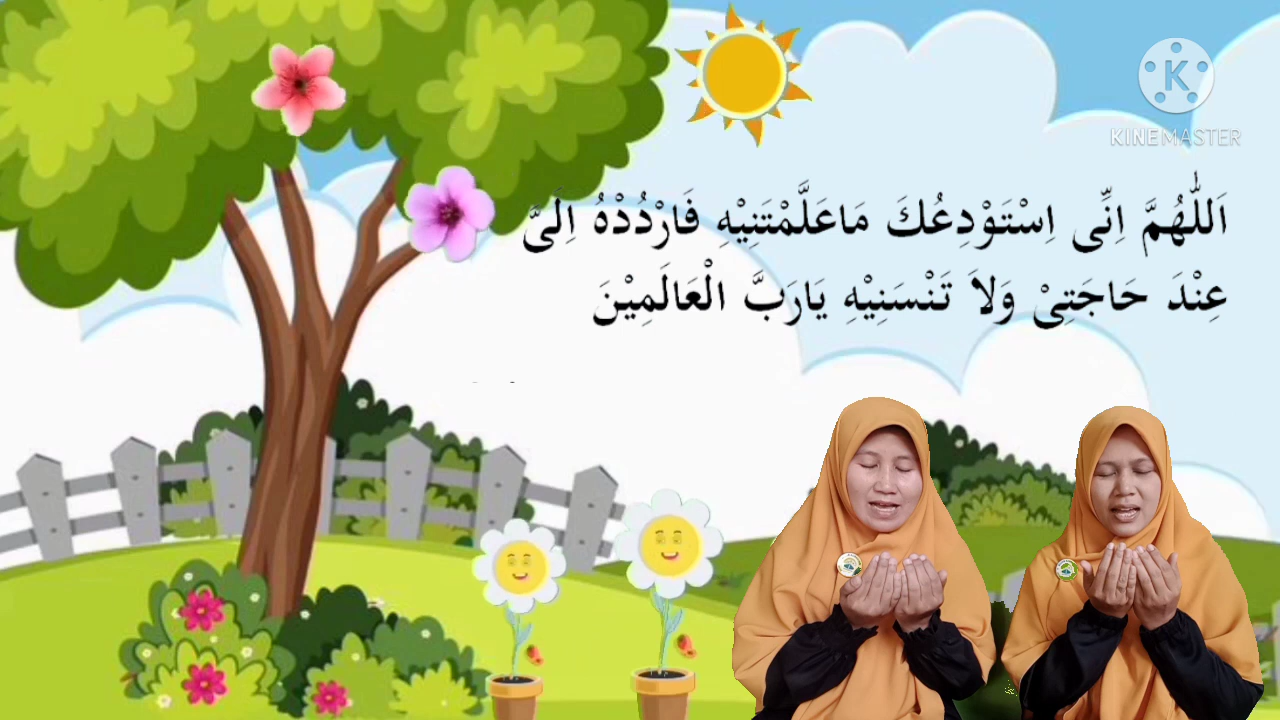 KINEMASTER
اَللّٰهُمَّ اِنِّى اِسْتَوْدِعُكَ مَاعَلَّمْتَنِيْهِ فَارْدُدْهُ اِلَىَّ
عِنْدَ حَاجَتِىْ وَلاَ تَنْسَنِيْهِ يَارَبَّ الْعَالَمِيْنَ